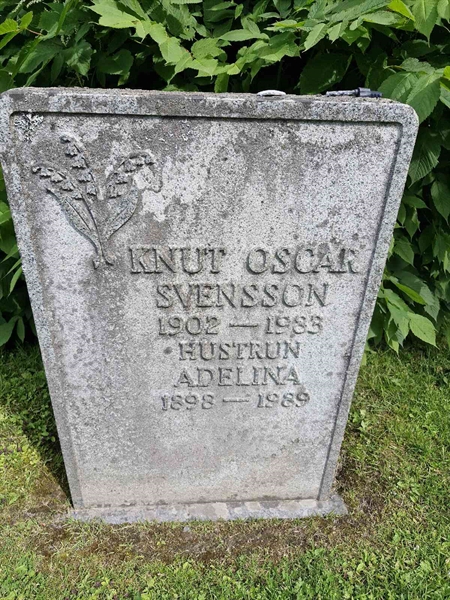 KNUT OSCAR
SVENSSON
1902 — 1983
HUSTRUN
ADELINA
1898 — 1989